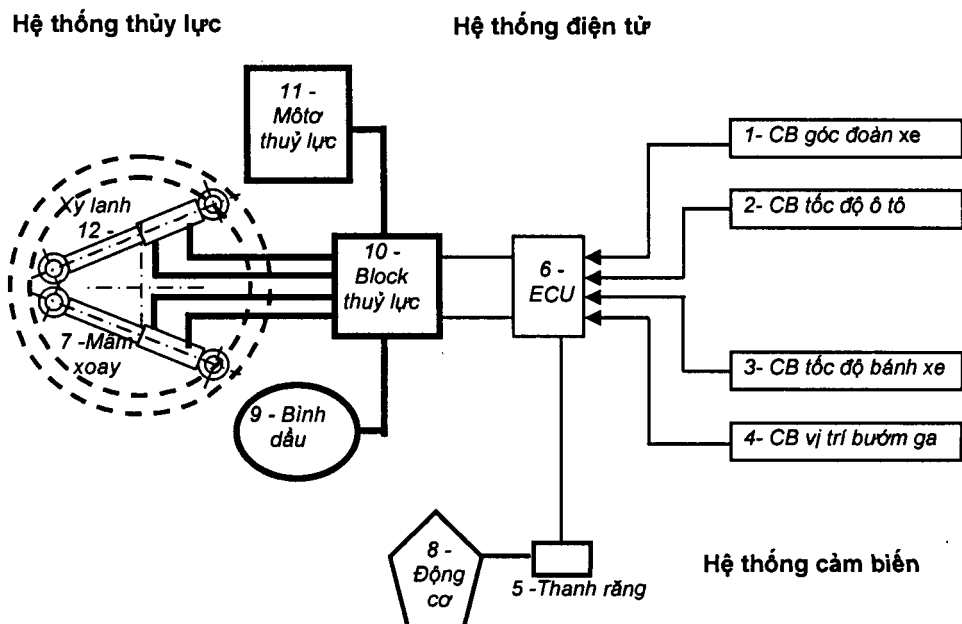 Hệ thống thủy lực
Hệ thống điện tử
11 -
Môtơ
thuỷ lực
1- CB góc đoàn xe
Xy lanh
12 -
2- CB tốc độ ô tô
10 -
Block
thuỷ lực
6 -
ECU
7 -Mâm
xoay
3- CB tốc độ bánh xe
9 - Bình
dầu
4- CB vị trí bướm ga
8 -
Động
cơ
5 -Thanh răng
Hệ thống cảm biến